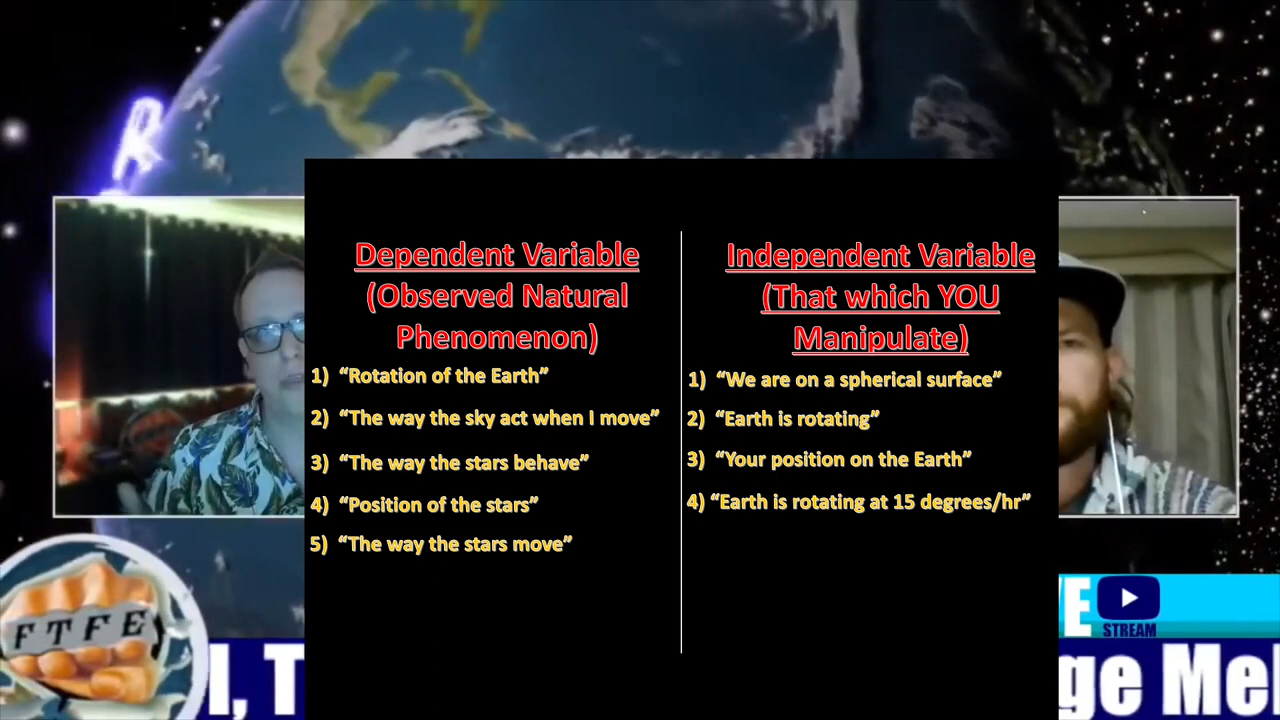 R
Dependent Variable
(Observed Natural
Phenomenon)
1) “Rotation of the Earth”
2) “The way the sky act when I move”
3) “The way the stars behave”
4) “Position of the stars”
5) “The way the stars move”
Independent Variable
(That which YOU
Manipulate)
1) “We are on a spherical surface”
2) “Earth is rotating”
3) “Your position on the Earth”
4) “Earth is rotating at 15 degrees/hr”
FTFE
STREAM